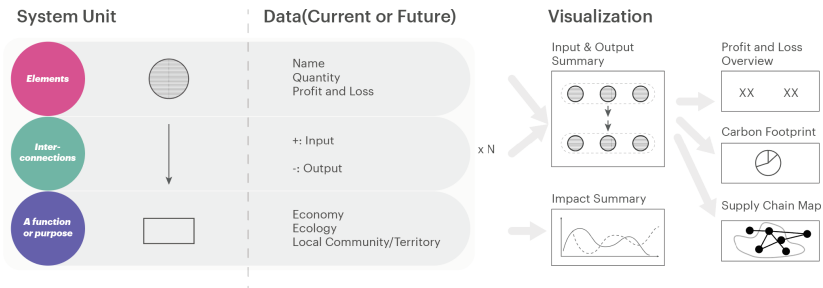 System Unit
Data(Current or Future)
Visualization
Elements
Name
Quantity
Profit and Loss
Inter-
connections
+: Input
-: Output
x N
A function
or purpose
Economy
Ecology
Local Community/Territory
Input & Output
Summary
Impact Summary
Profit and Loss
Overview
XX XX
Carbon Footprint
Supply Chain Map